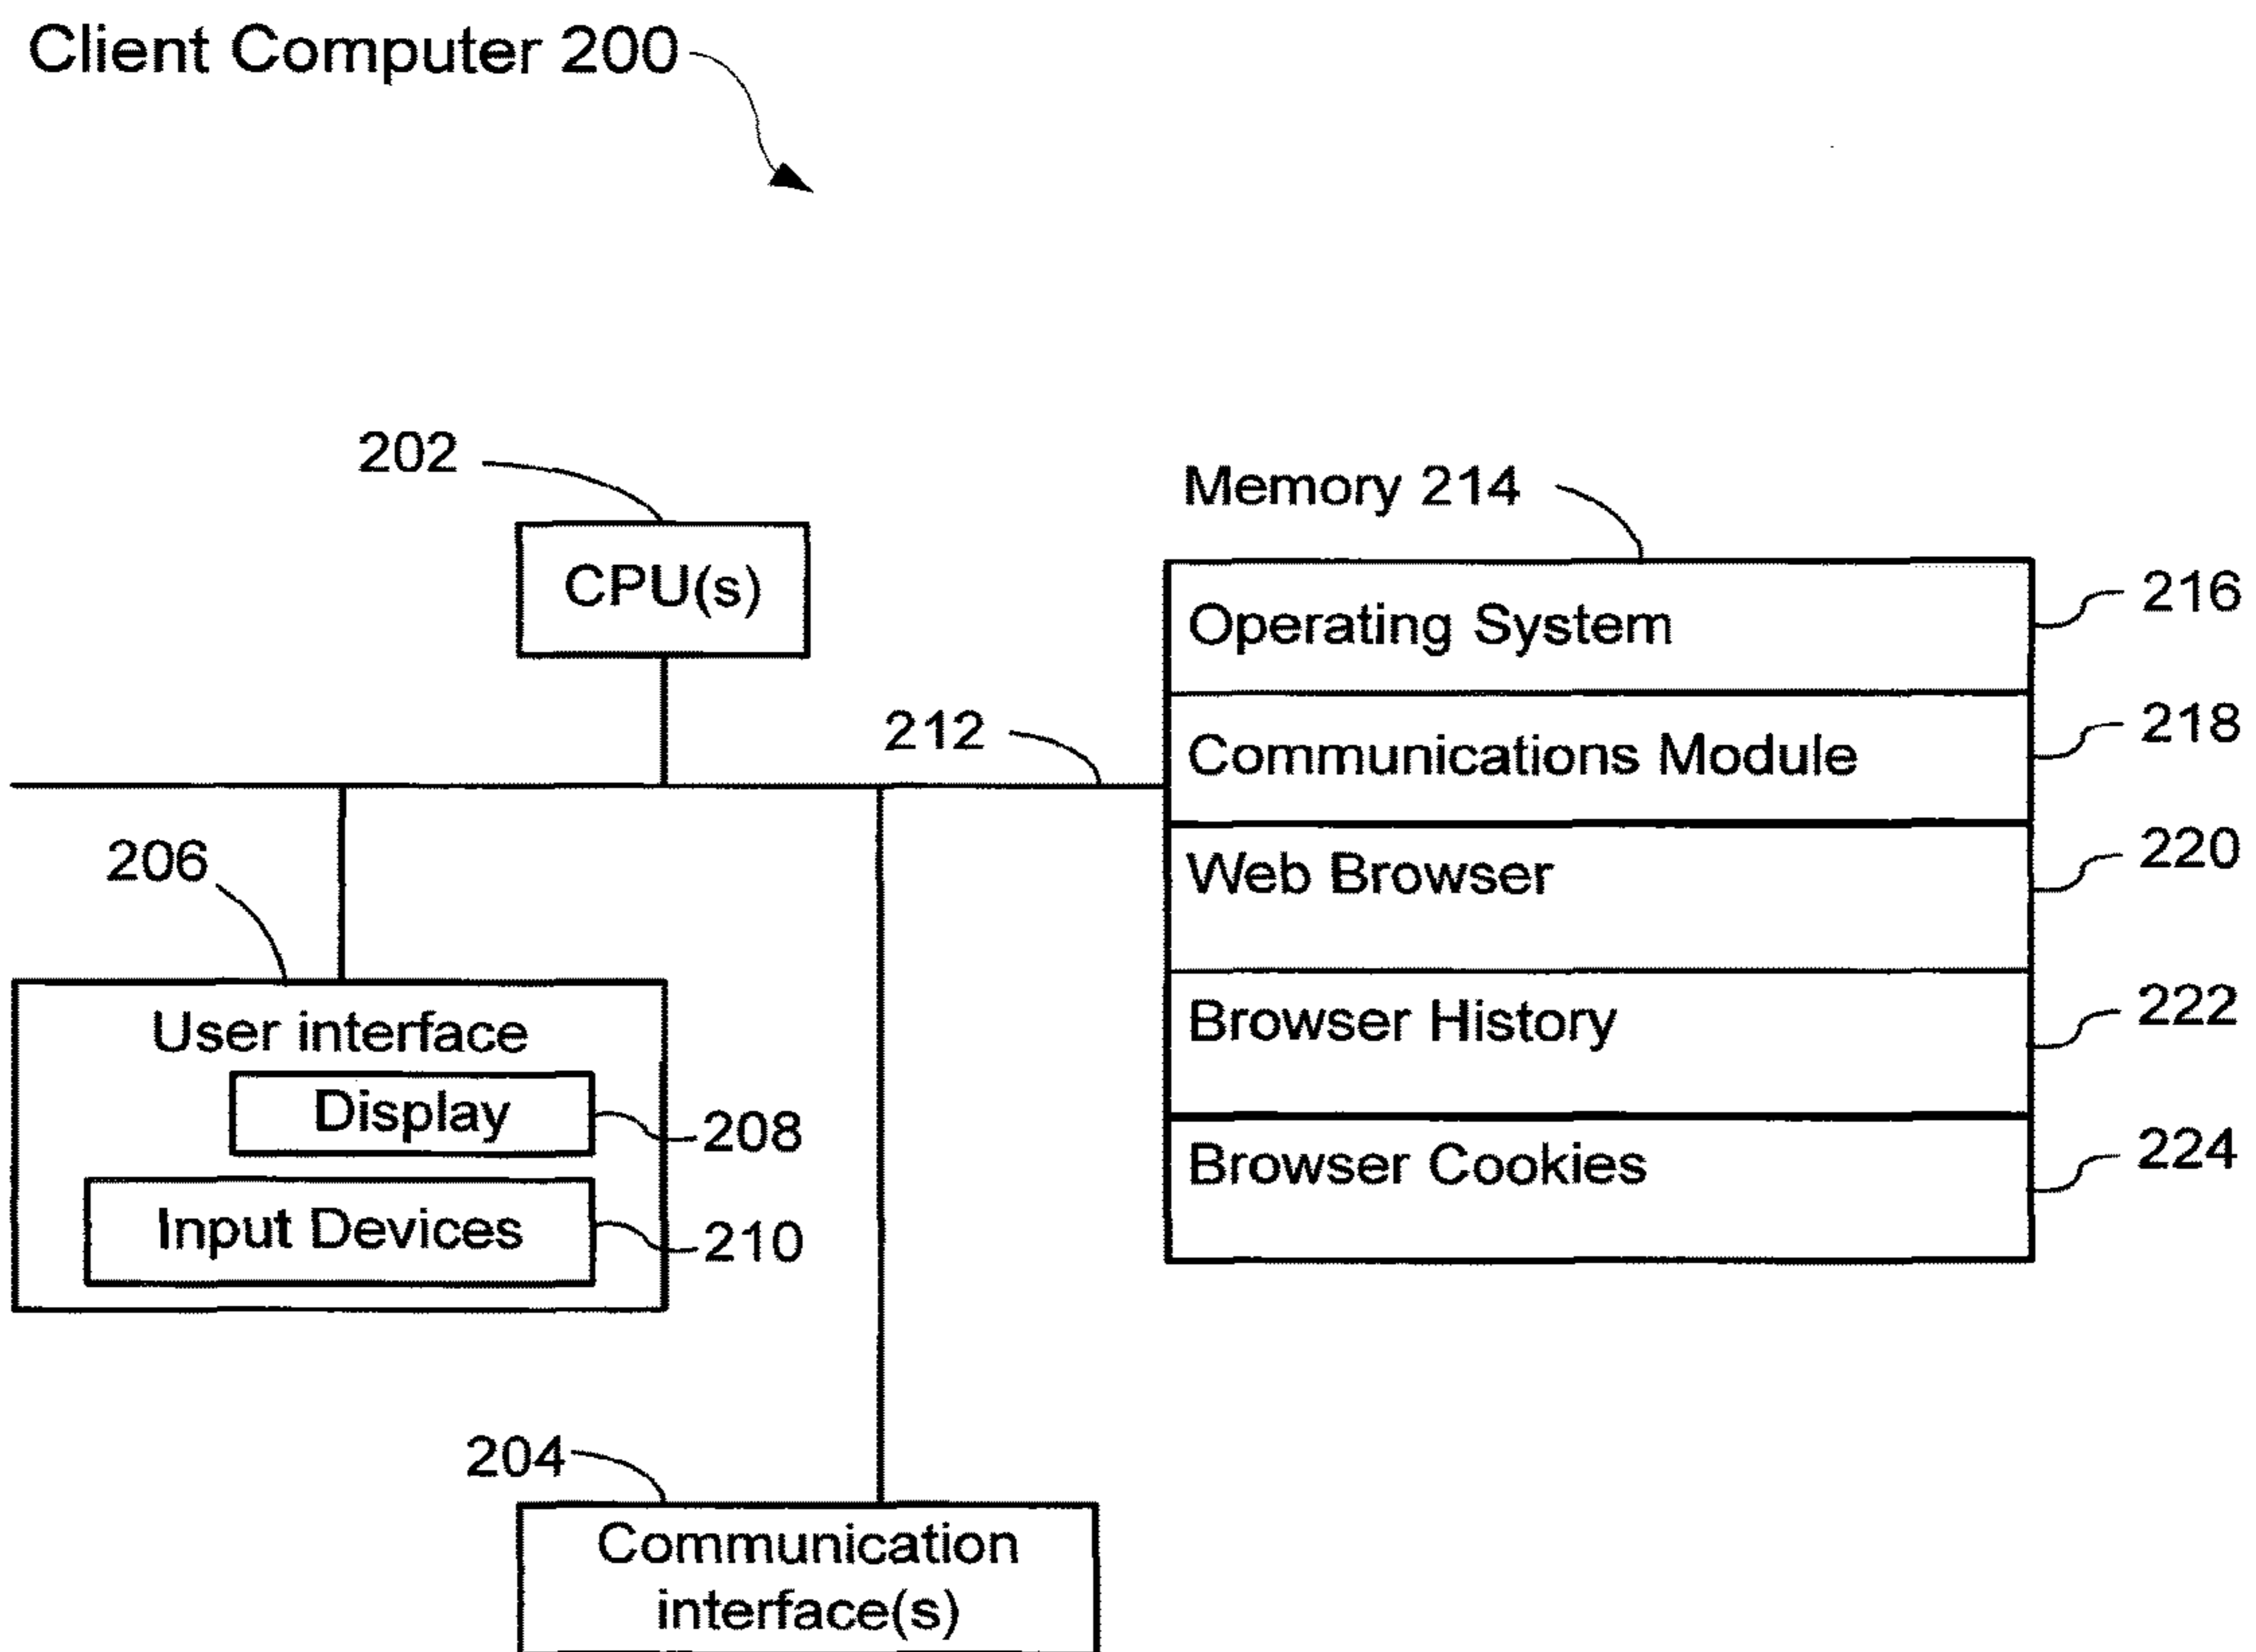 Client Computer 200
202
CPU(s)
212
206
User interface
Display
208
Input Devices
210
204
Communication
interface(s)
Memory 214
Operating System
216
Communications Module
218
Web Browser
220
Browser History
222
Browser Cookies
224